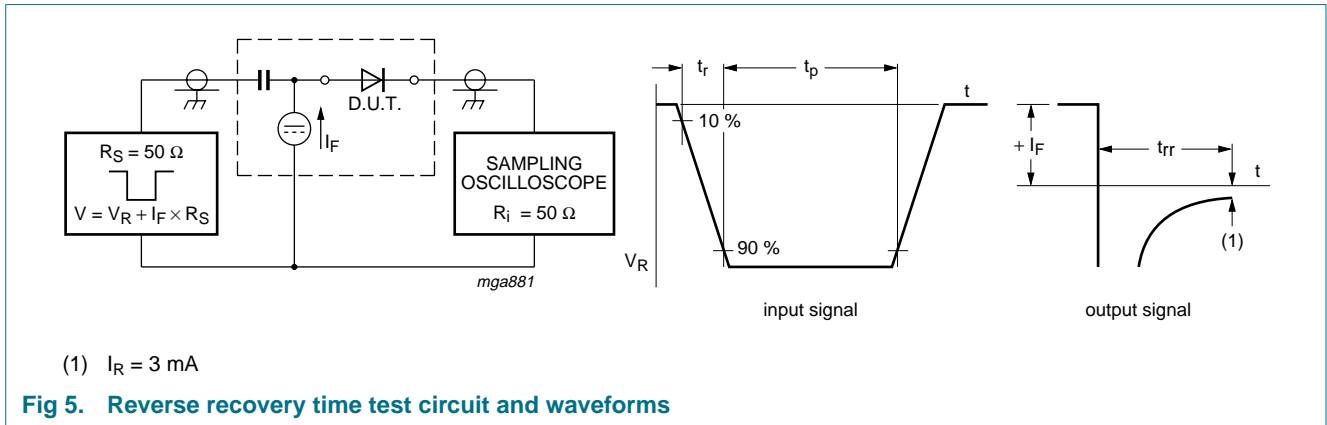 D.U.T.
I_F
R_S = 50 Ω
V = V_R + I_F × R_S
SAMPLING
OSCILLOSCOPE
R_i = 50 Ω
mga881
t_r
t_p
t
10 %
90 %
V_R
input signal
+ I_F
t_rr
t
(1)
output signal
(1) I_R = 3 mA
Fig 5. Reverse recovery time test circuit and waveforms